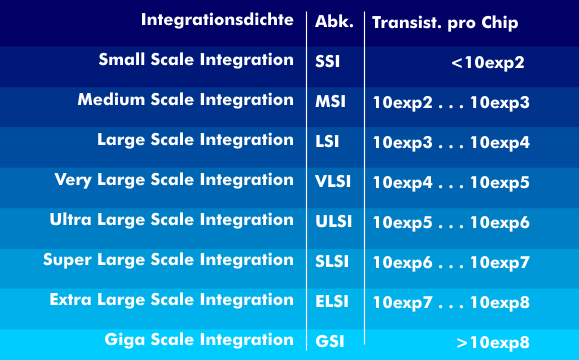 Integrationsdichte Abk. Transist. pro Chip
Small Scale Integration SSI <10exp2
Medium Scale Integration MSI 10exp2 . . . 10exp3
Large Scale Integration LSI 10exp3 . . . 10exp4
Very Large Scale Integration VLSI 10exp4 . . . 10exp5
Ultra Large Scale Integration ULSI 10exp5 . . . 10exp6
Super Large Scale Integration SLSI 10exp6 . . . 10exp7
Extra Large Scale Integration ELSI 10exp7 . . . 10exp8
Giga Scale Integration GSI >10exp8